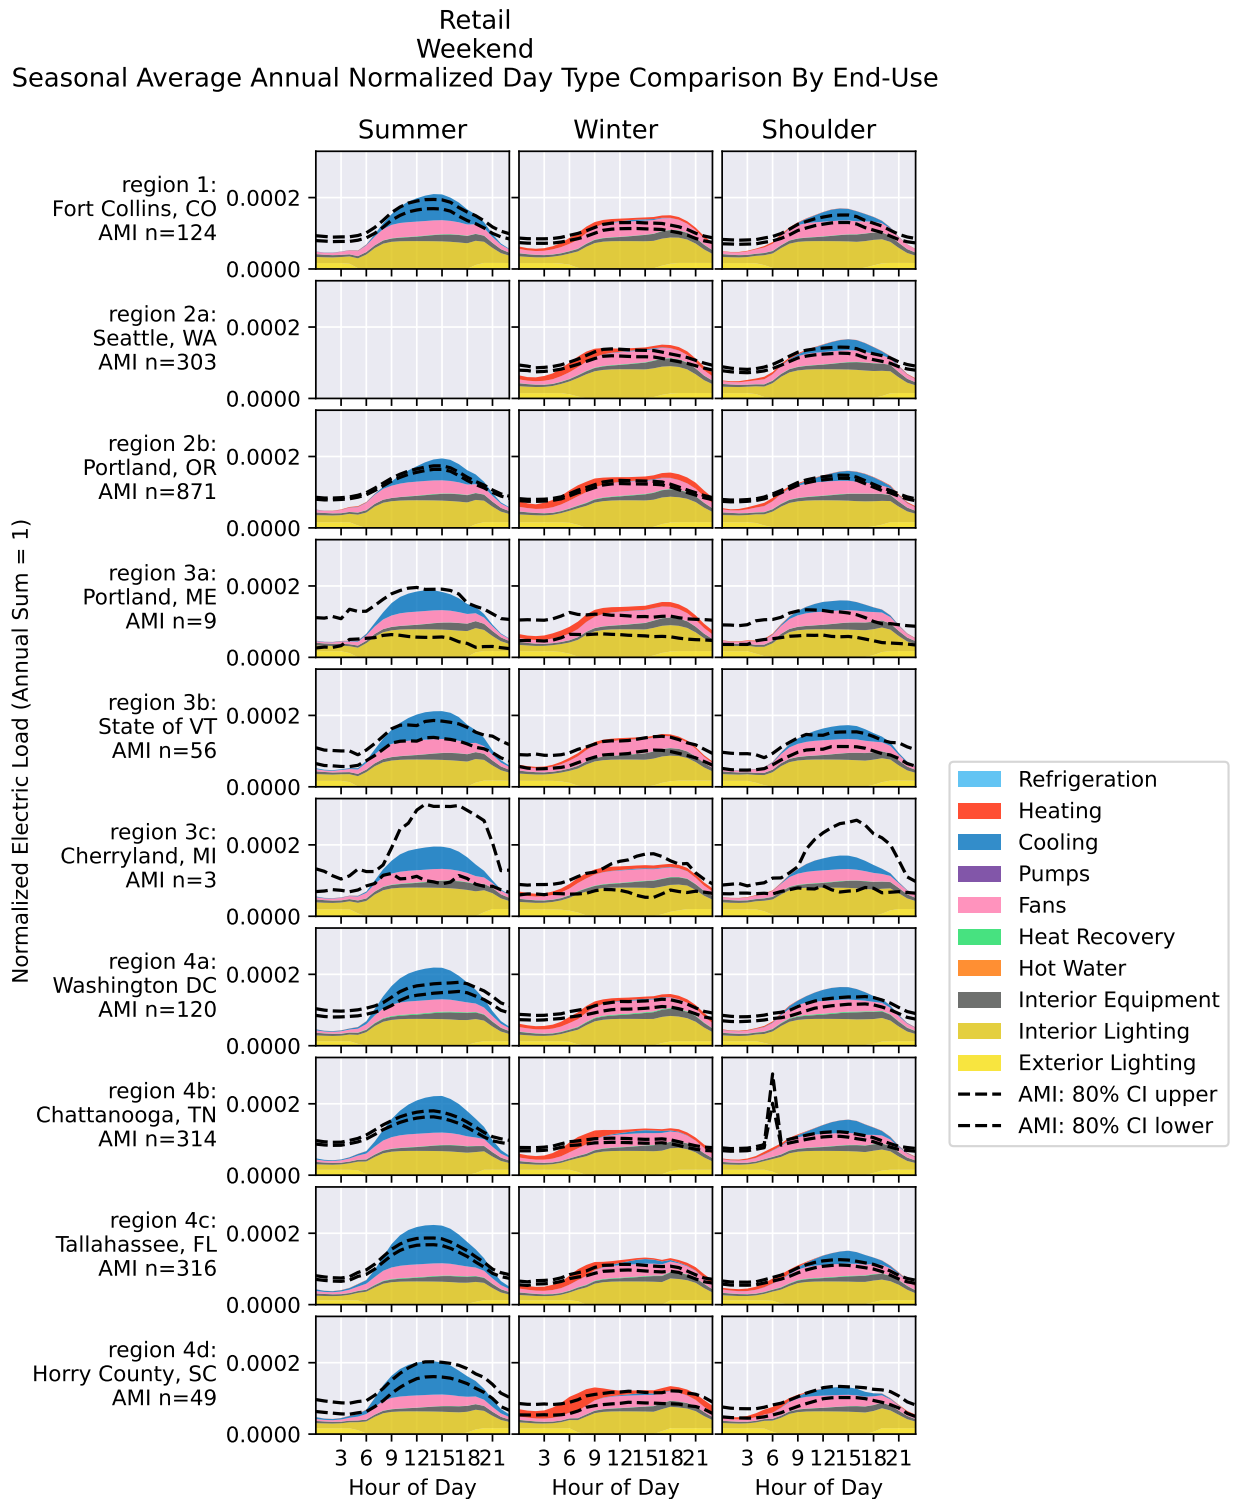 Retail
Weekend
Seasonal Average Annual Normalized Day Type Comparison By End-Use
Summer
Winter
Shoulder
Normalized Electric Load (Annual Sum = 1)
region 1:
Fort Collins, CO
AMI n=124
0.0002
0.0000
region 2a:
Seattle, WA
AMI n=303
0.0002
0.0000
region 2b:
Portland, OR
AMI n=871
0.0002
0.0000
region 3a:
Portland, ME
AMI n=9
0.0002
0.0000
region 3b:
State of VT
AMI n=56
0.0002
0.0000
region 3c:
Cherryland, MI
AMI n=3
0.0002
0.0000
region 4a:
Washington DC
AMI n=120
0.0002
0.0000
region 4b:
Chattanooga, TN
AMI n=314
0.0002
0.0000
region 4c:
Tallahassee, FL
AMI n=316
0.0002
0.0000
region 4d:
Horry County, SC
AMI n=49
0.0002
0.0000
3 6 9 12 15 18 21
3 6 9 12 15 18 21
3 6 9 12 15 18 21
Hour of Day
Hour of Day
Hour of Day
Refrigeration
Heating
Cooling
Pumps
Fans
Heat Recovery
Hot Water
Interior Equipment
Interior Lighting
Exterior Lighting
AMI: 80% CI upper
AMI: 80% CI lower